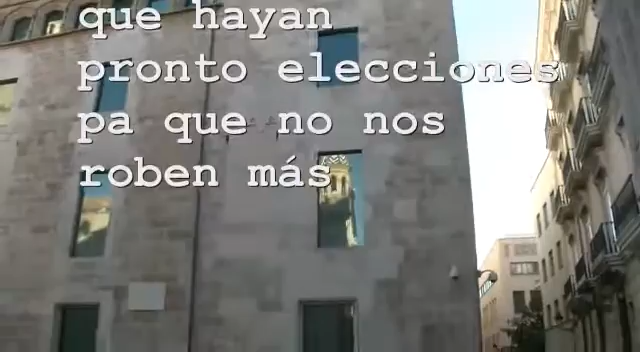 que hayan
pronto elecciones
pa que no nos
roben más